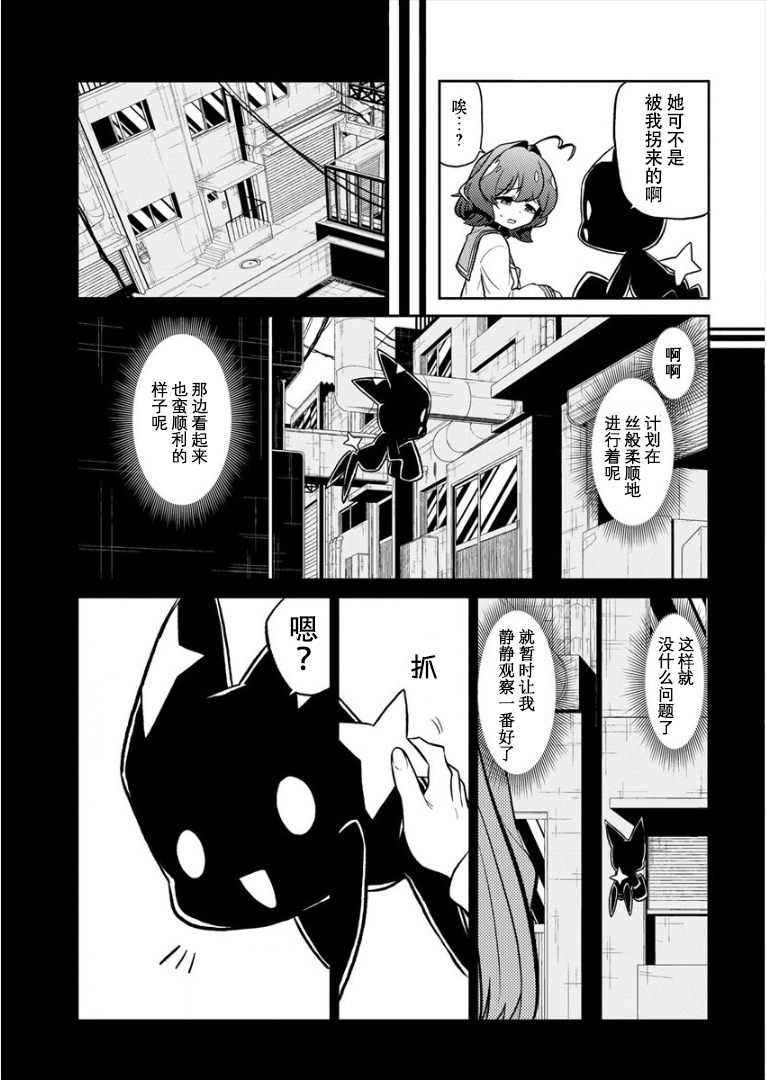 她可不是
被我拐来的啊
唉…?
啊啊
计划在
丝般柔顺地
进行着呢
那边看起来
也蛮顺利的
样子呢
这样就
没什么问题了
就暂时让我
静静观察一番好了
抓
嗯?